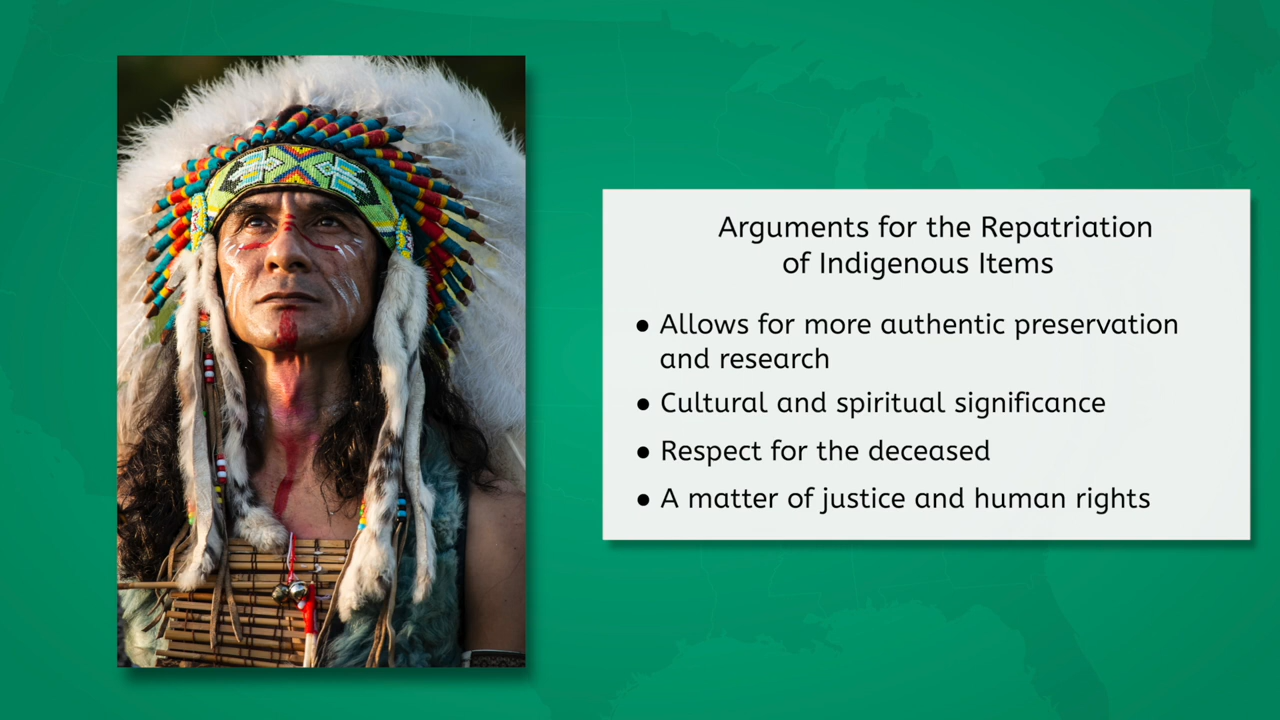 Arguments for the Repatriation
of Indigenous Items
● Allows for more authentic preservation
and research
● Cultural and spiritual significance
● Respect for the deceased
● A matter of justice and human rights